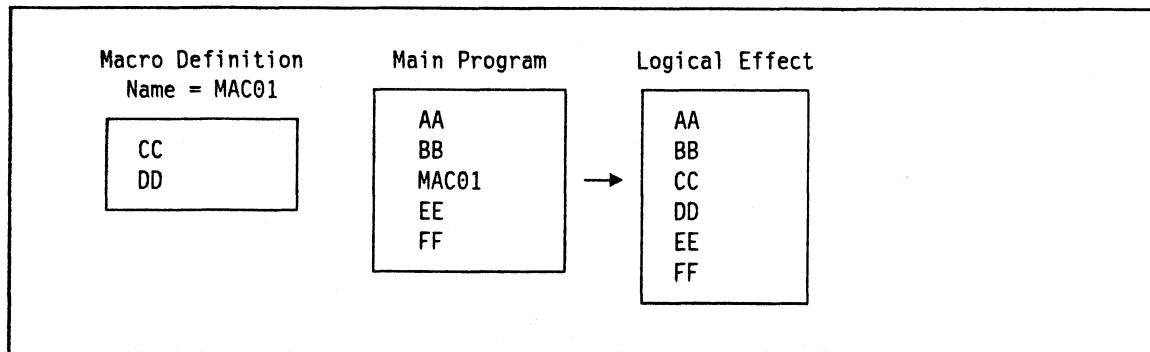 Macro Definition
Name = MAC01
CC
DD
Main Program
AA
BB
MAC01
EE
FF
Logical Effect
AA
BB
CC
DD
EE
FF